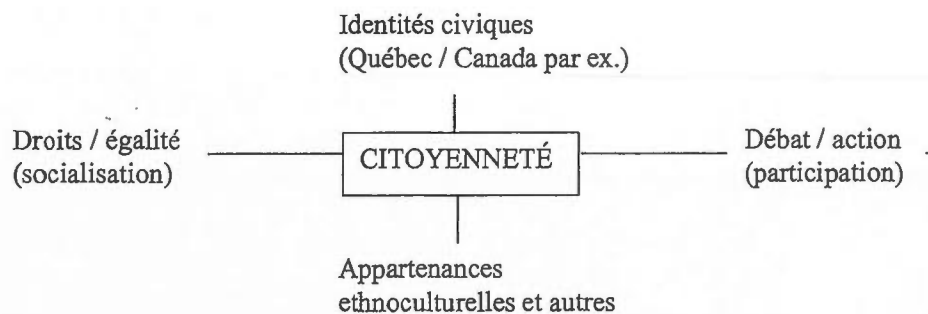 Identités civiques
(Québec / Canada par ex.)
Droits / égalité
(socialisation)
CITOYENNETÉ
Débat / action
(participation)
Appartenances
ethnoculturelles et autres